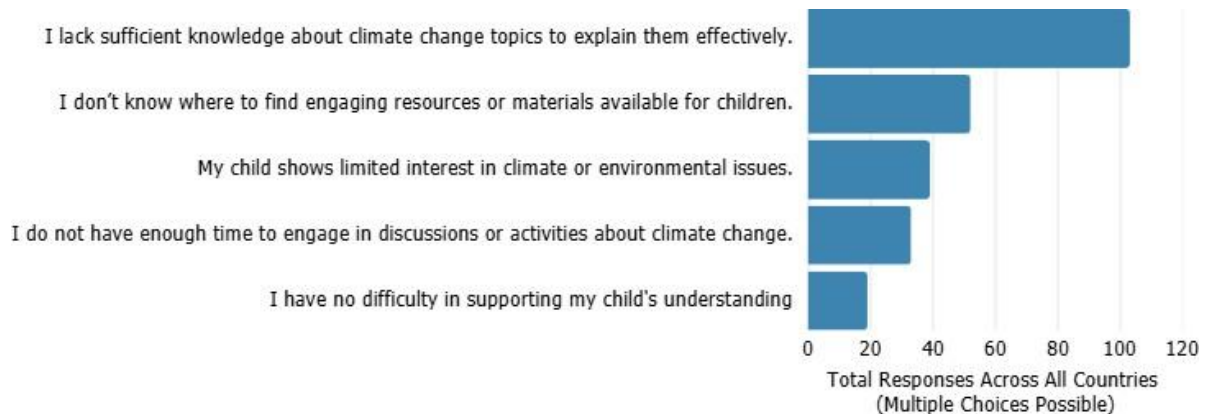 I lack sufficient knowledge about climate change topics to explain them effectively.
I don’t know where to find engaging resources or materials available for children.
My child shows limited interest in climate or environmental issues.
I do not have enough time to engage in discussions or activities about climate change.
I have no difficulty in supporting my child's understanding
0 20 40 60 80 100 120
Total Responses Across All Countries
(Multiple Choices Possible)